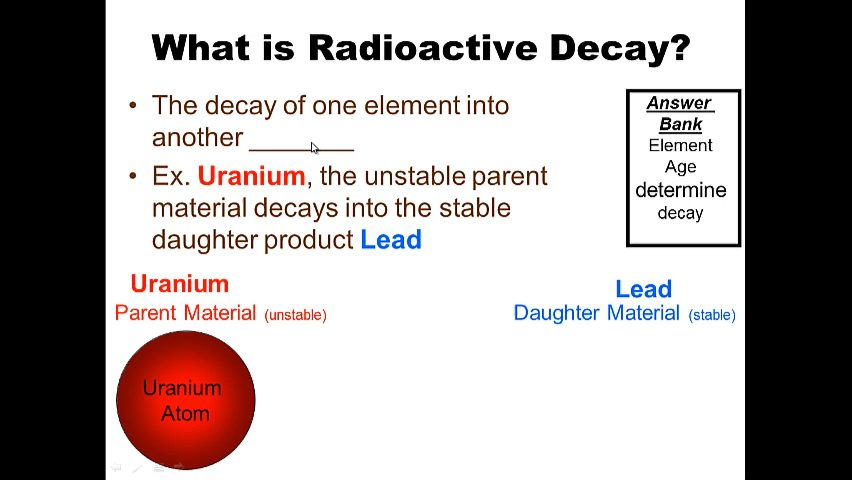 What is Radioactive Decay?
• The decay of one element into
another ________
• Ex. Uranium, the unstable parent
material decays into the stable
daughter product Lead
Answer
Bank
Element
Age
determine
decay
Uranium
Parent Material (unstable)
Lead
Daughter Material (stable)
Uranium
Atom